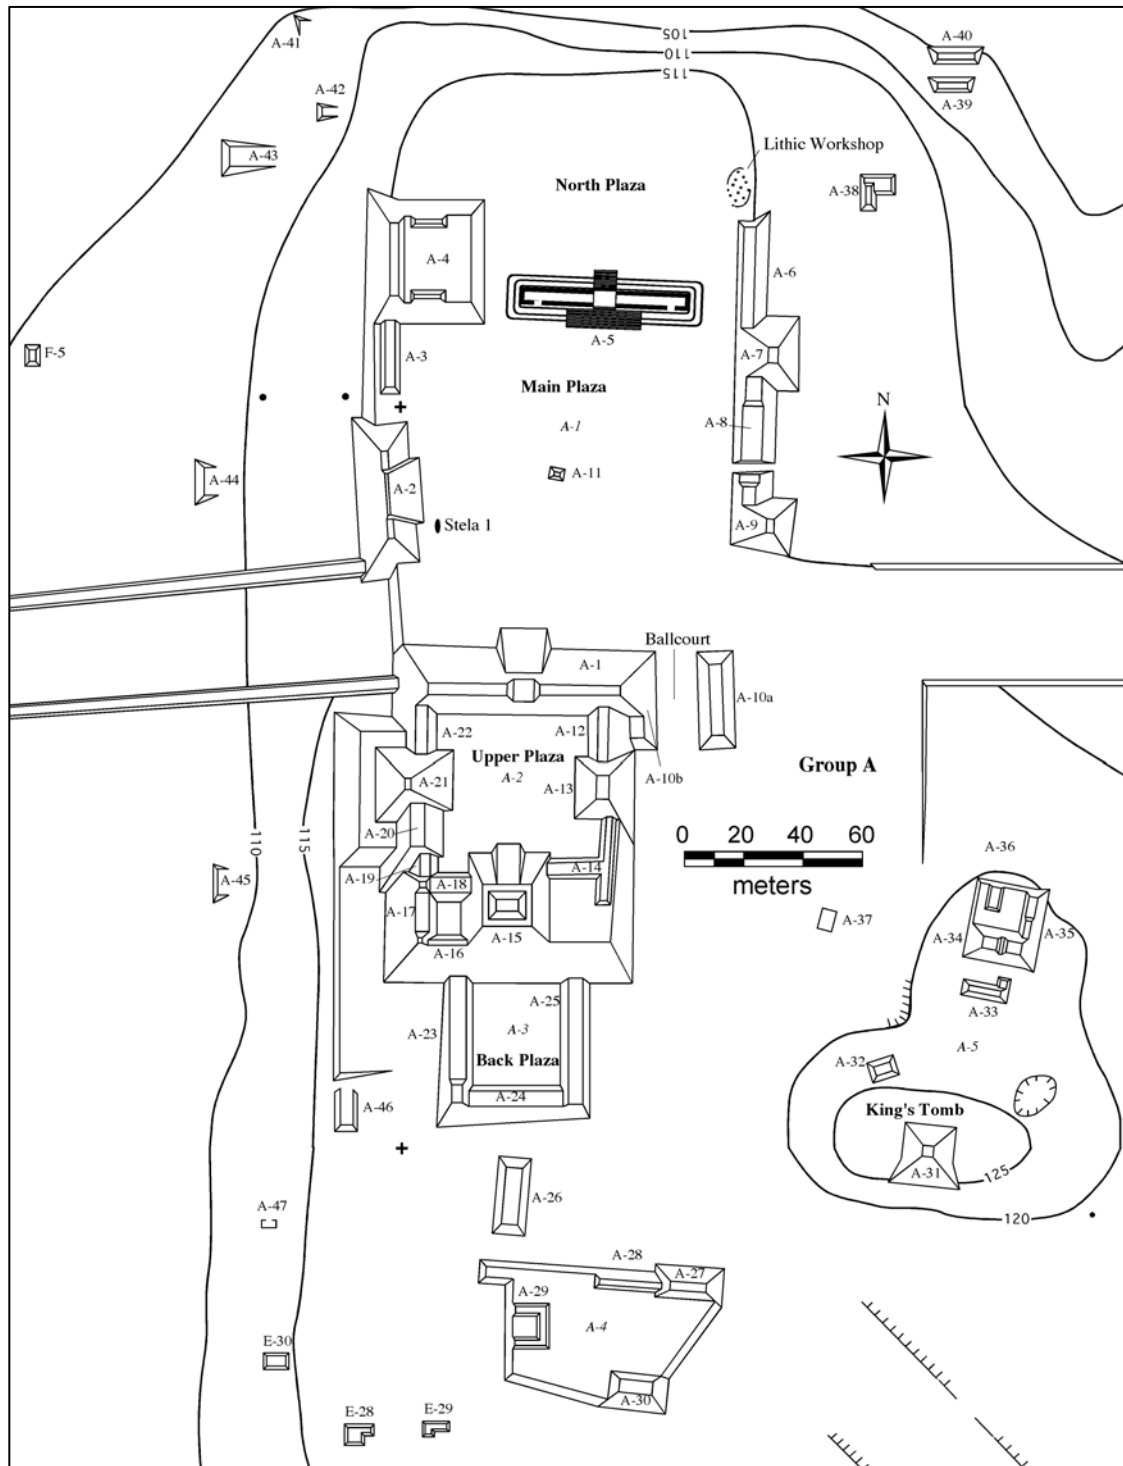 A-41
105
110
115
A-40
A-42
A-39
A-43
Lithic Workshop
North Plaza
A-38
A-4
A-6
A-5
F-5
A-3
A-7
Main Plaza
A-1
A-8
N
A-44
A-11
A-2
Stela 1
A-9
Ballcourt
A-1
A-10a
A-22
A-12
Upper Plaza
A-2
A-10b
Group A
A-21
A-13
A-20
0 20 40 60
meters
110
115
A-36
A-14
A-19
A-18
A-45
A-17
A-37
A-15
A-34
A-35
A-16
A-25
A-33
A-23
A-3
A-5
Back Plaza
A-32
A-24
A-46
King's Tomb
A-31
125
A-26
A-47
120
A-28
A-27
A-29
A-4
E-30
A-30
E-28
E-29